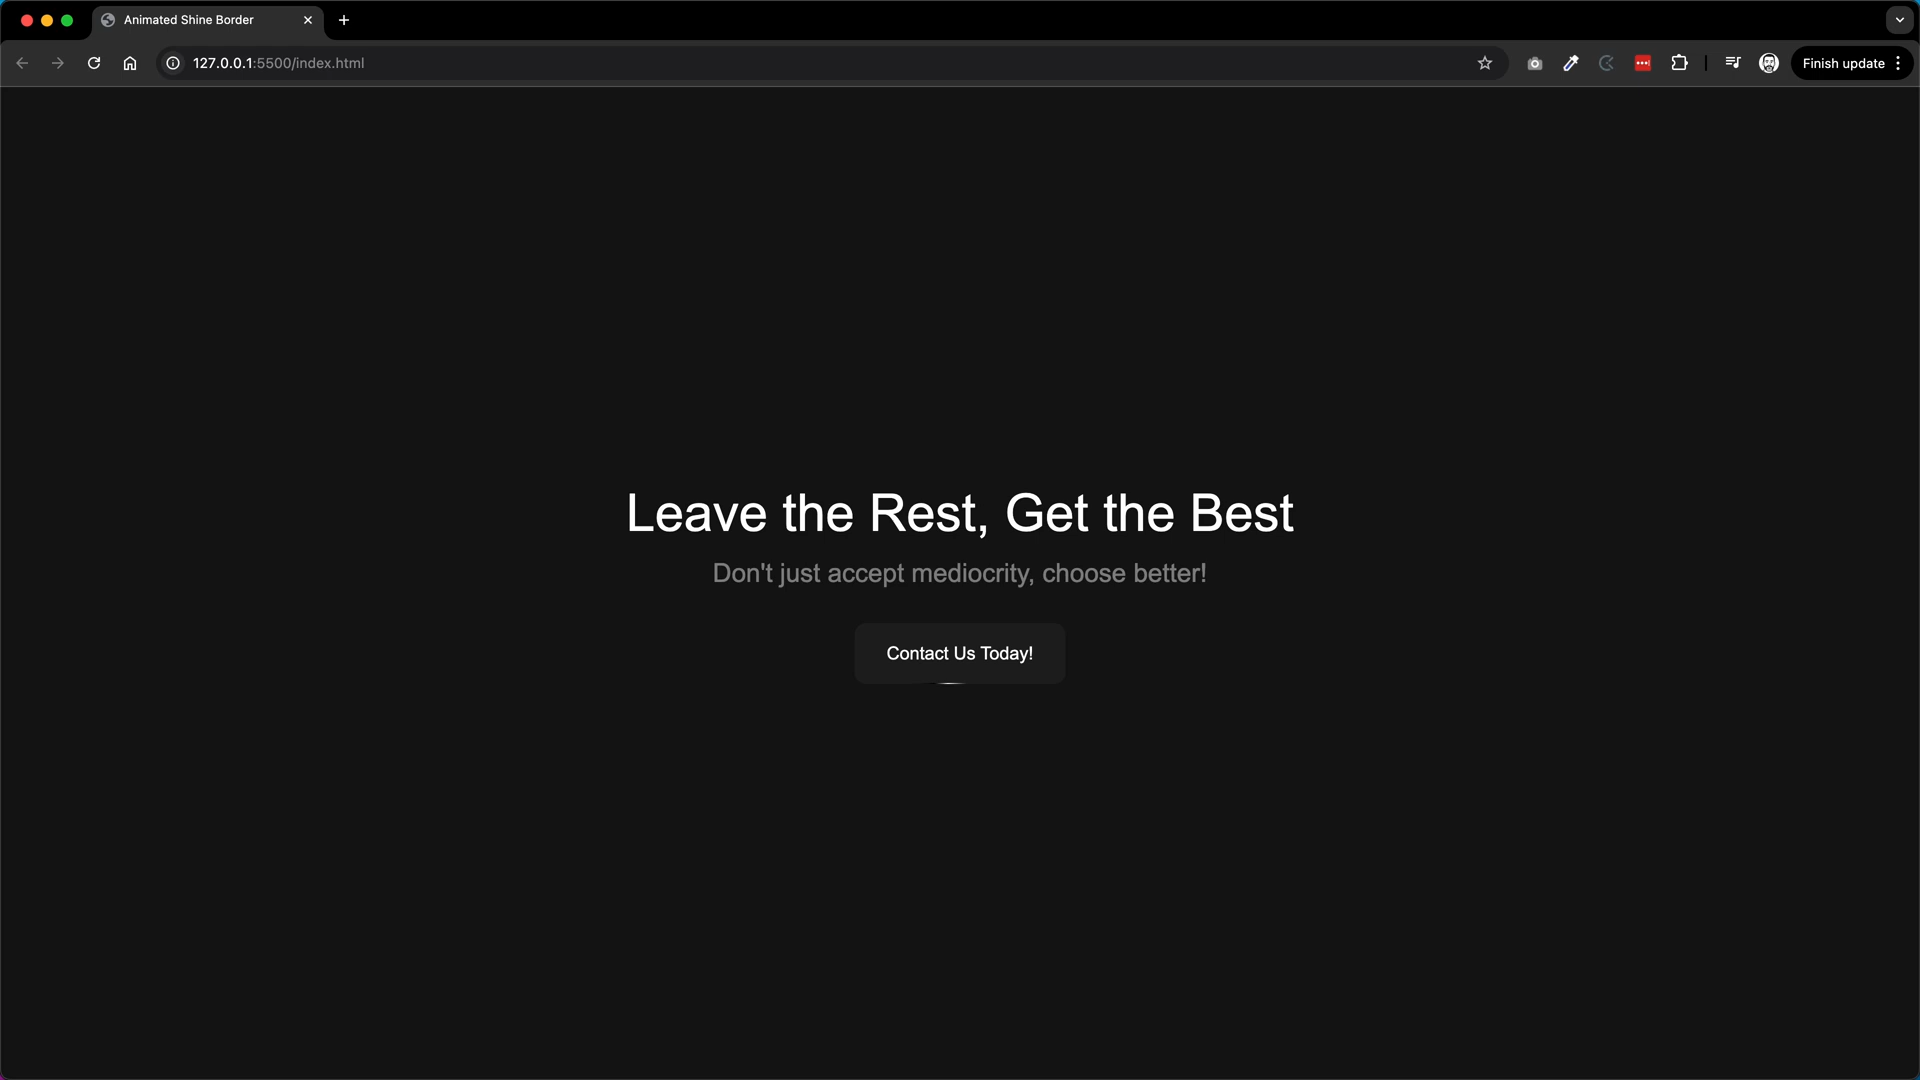 Animated Shine Border
127.0.0.1:5500/index.html
Finish update
Leave the Rest, Get the Best
Don't just accept mediocrity, choose better!
Contact Us Today!